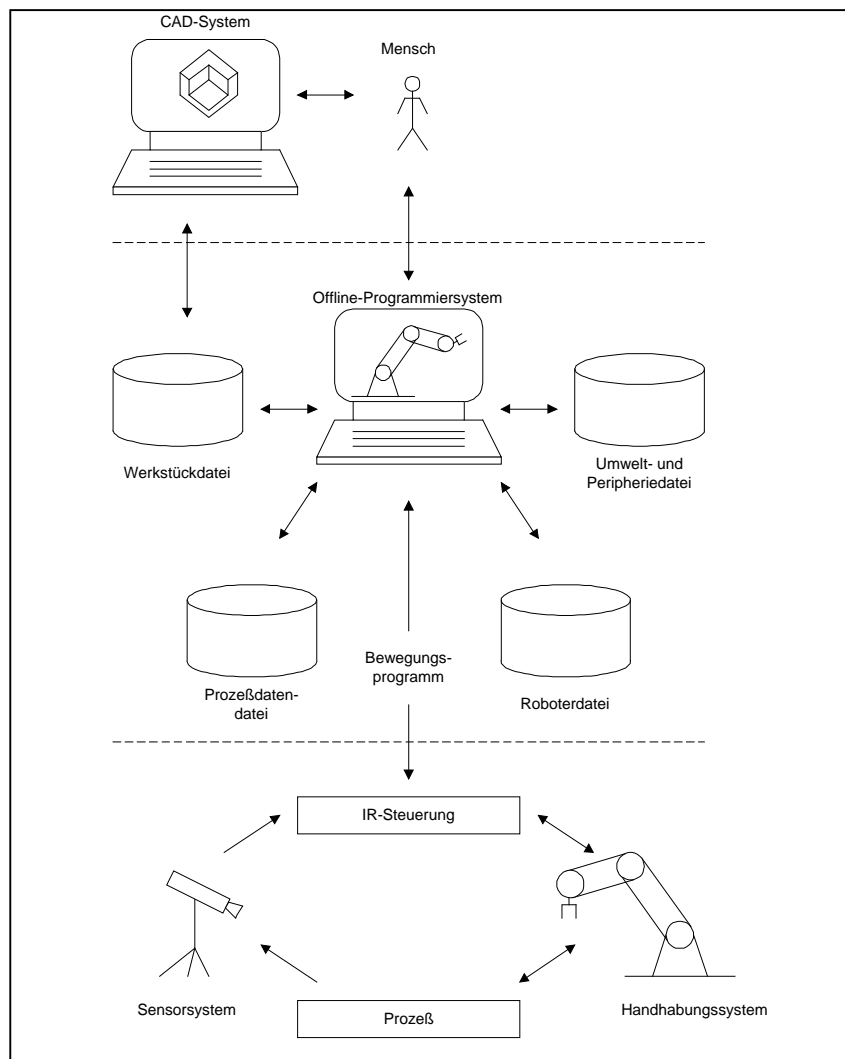 CAD-System
Mensch
Offline-Programmiersystem
Werkstückdatei
Umwelt- und
Peripheriedatei
Prozeßdaten-
datei
Bewegungs-
programm
Roboterdatei
IR-Steuerung
Sensorsystem
Prozeß
Handhabungssystem